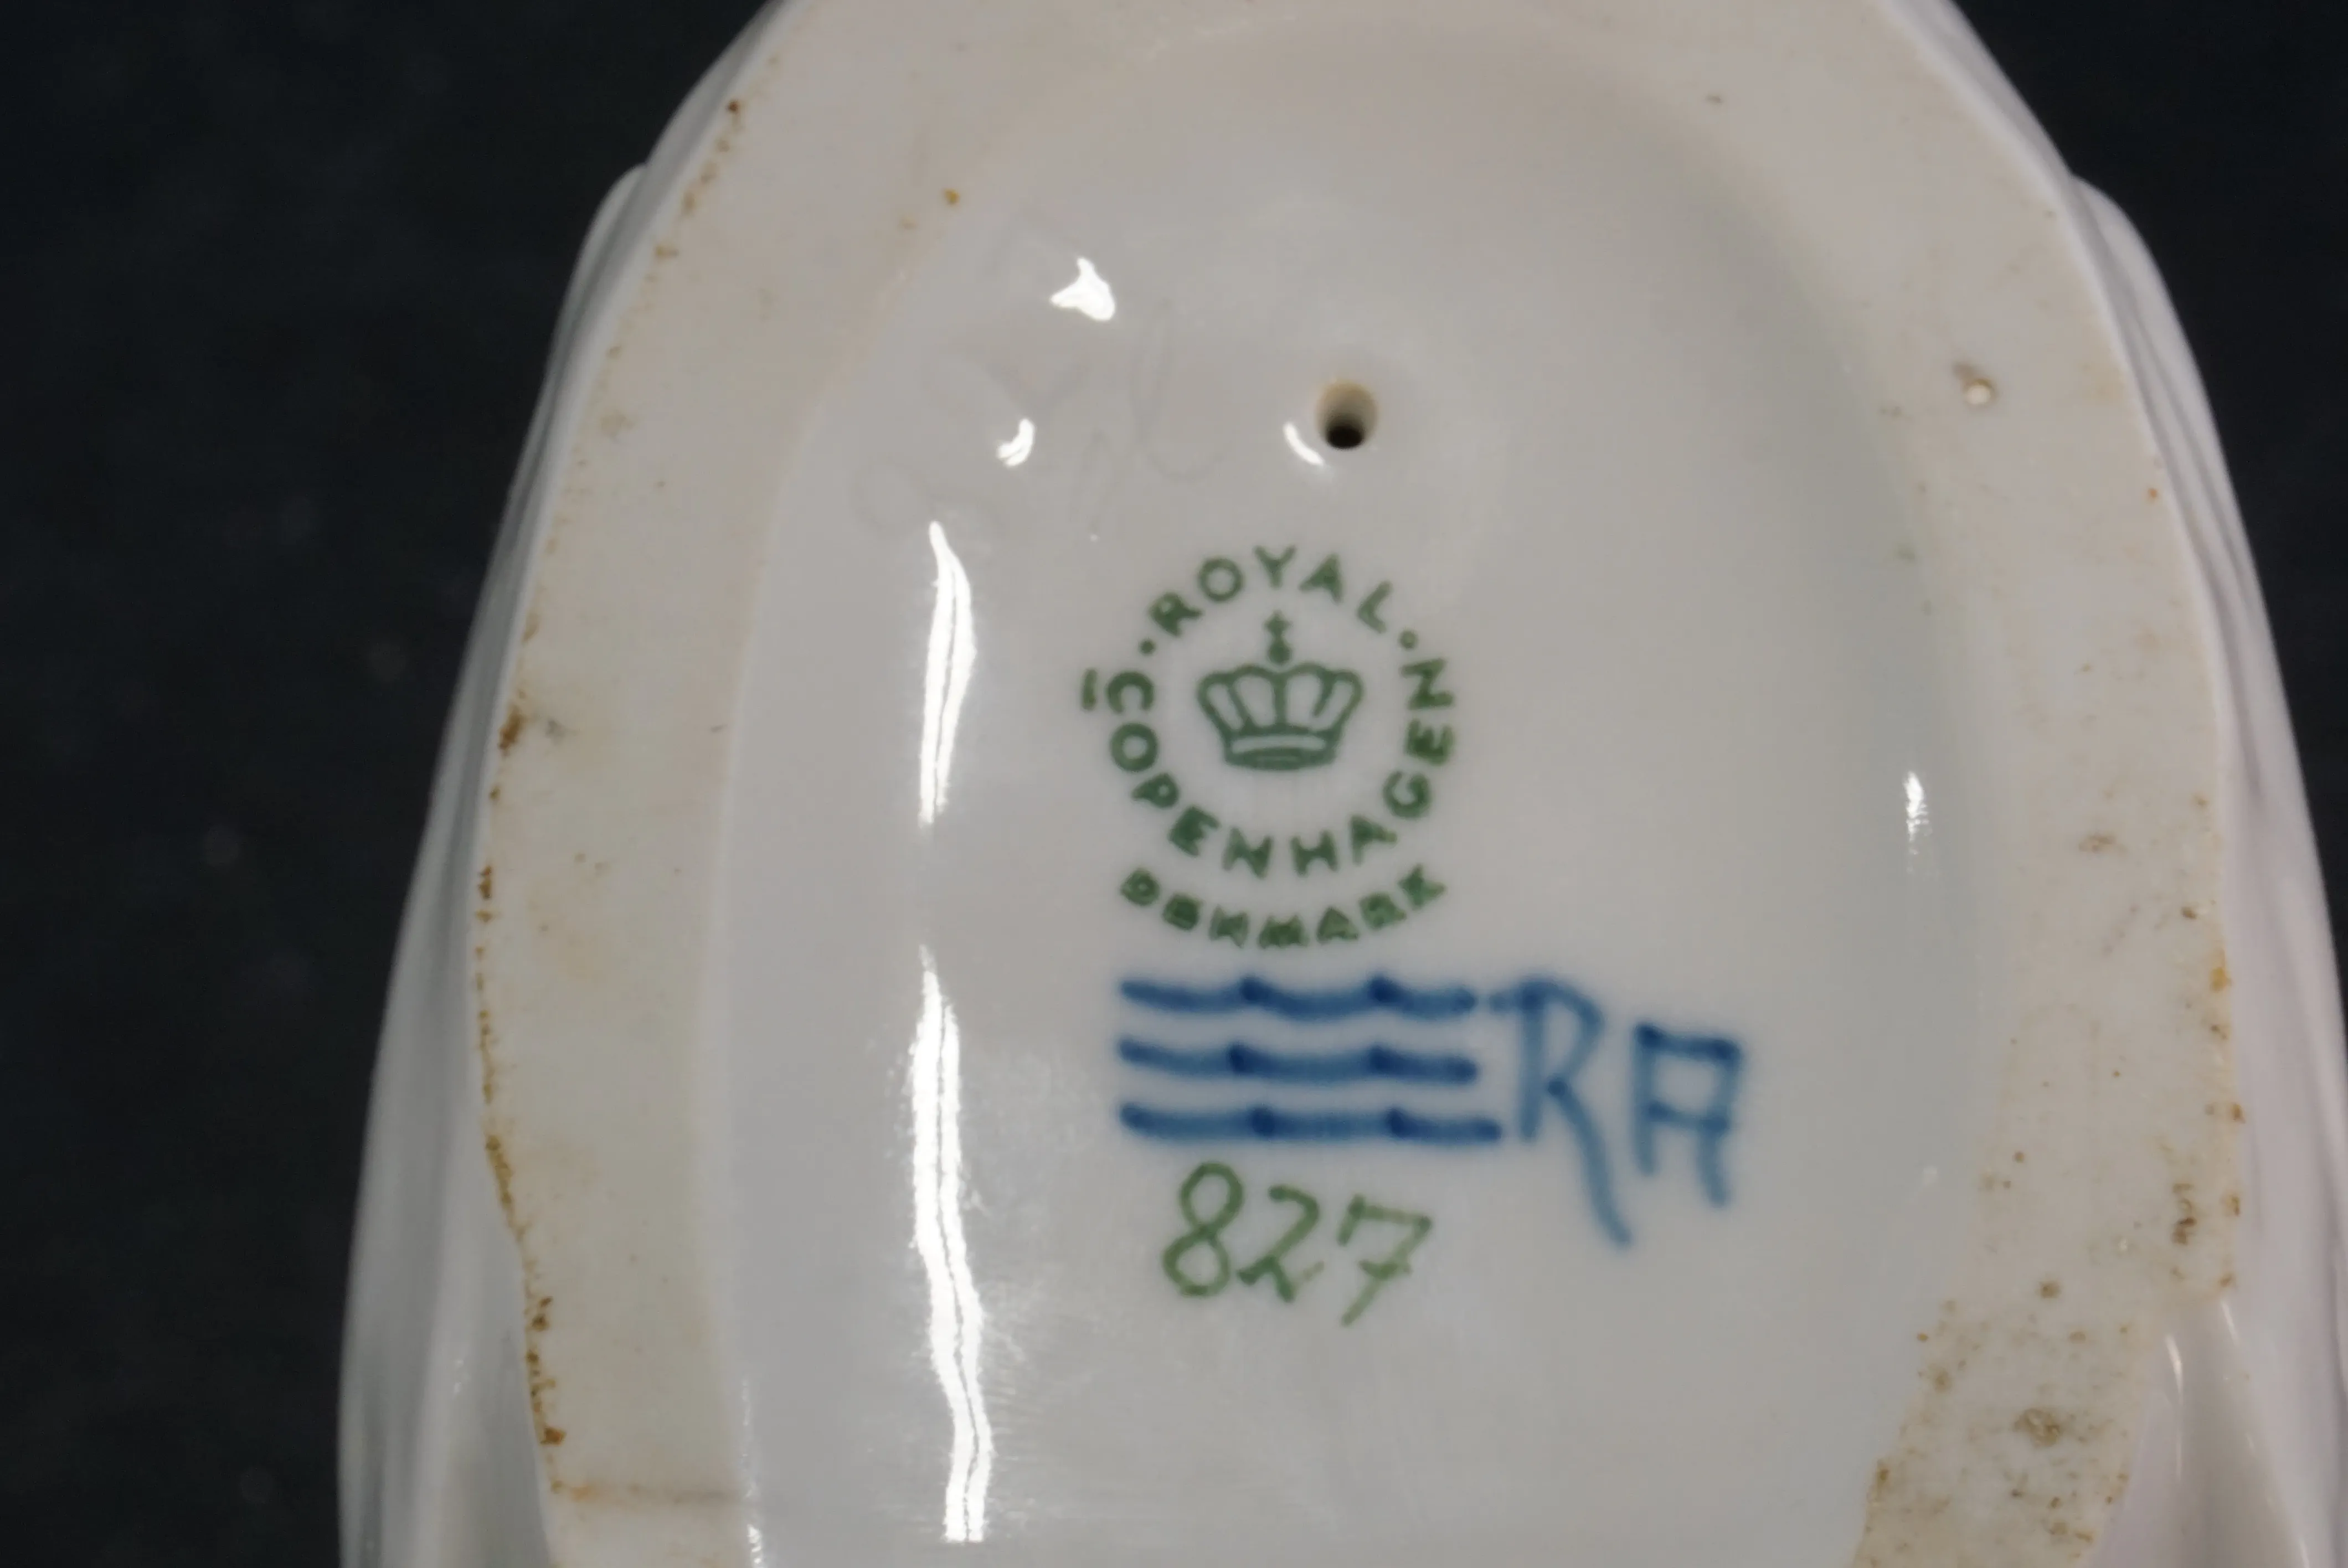 ROYAL
COPENHAGEN
DENMARK
RA
827